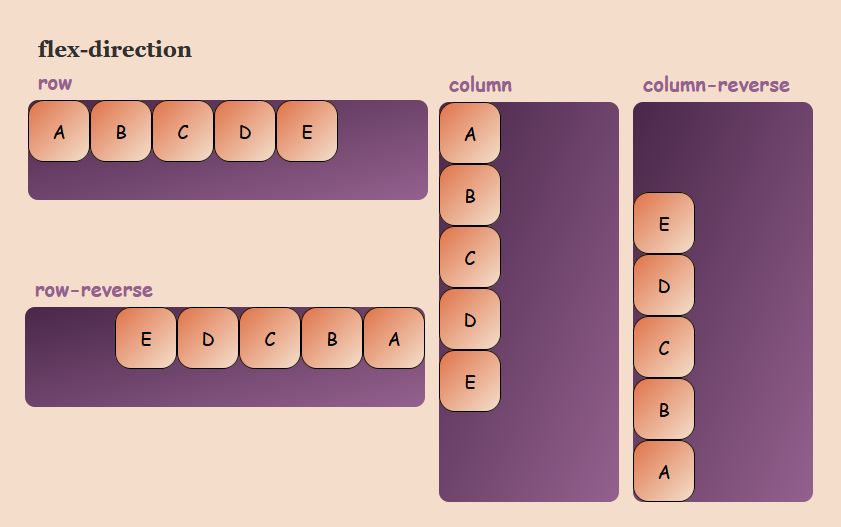 flex-direction
row
A B C D E
row-reverse
E D C B A
column
A
B
C
D
E
column-reverse
E
D
C
B
A